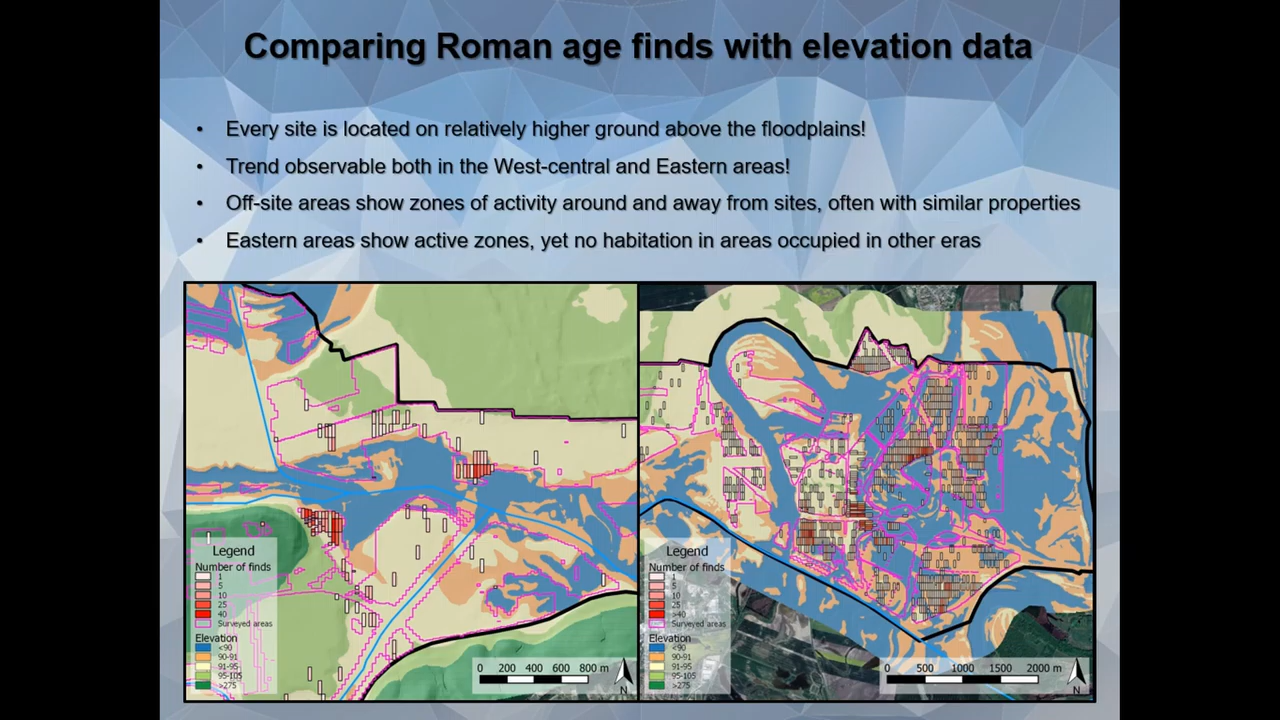 Comparing Roman age finds with elevation data
• Every site is located on relatively higher ground above the floodplains!
• Trend observable both in the West-central and Eastern areas!
• Off-site areas show zones of activity around and away from sites, often with similar properties
• Eastern areas show active zones, yet no habitation in areas occupied in other eras
Legend
Number of finds
1
5
10
25
40
Surveyed areas
Elevation
<90
90-91
91-95
95-105
>275
0 200 400 600 800 m
N
Legend
Number of finds
1
5
10
25
>40
Surveyed areas
Elevation
<90
90-91
91-95
95-105
>275
0 500 1000 1500 2000 m
N